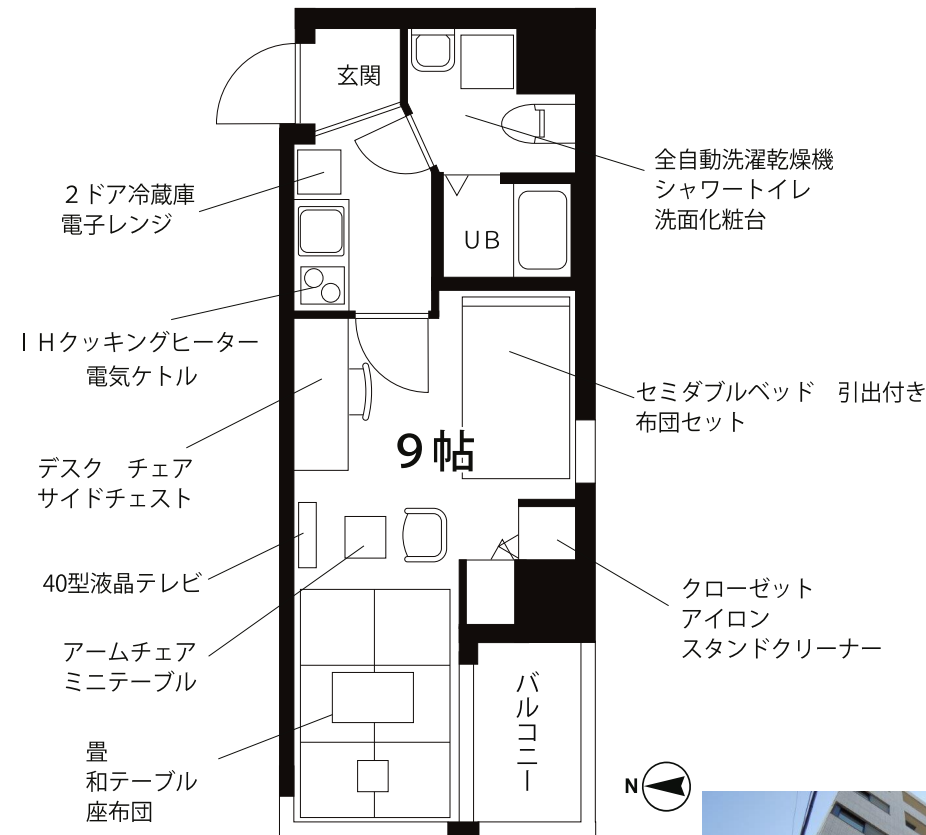 玄関
全自動洗濯乾燥機
シャワートイレ
洗面化粧台
２ドア冷蔵庫
電子レンジ
ＵＢ
ＩＨクッキングヒーター
電気ケトル
セミダブルベッド　引出付き
布団セット
９帖
デスク　チェア
サイドチェスト
40型液晶テレビ
クローゼット
アイロン
スタンドクリーナー
アームチェア
ミニテーブル
バルコニー
畳
和テーブル
座布団
N